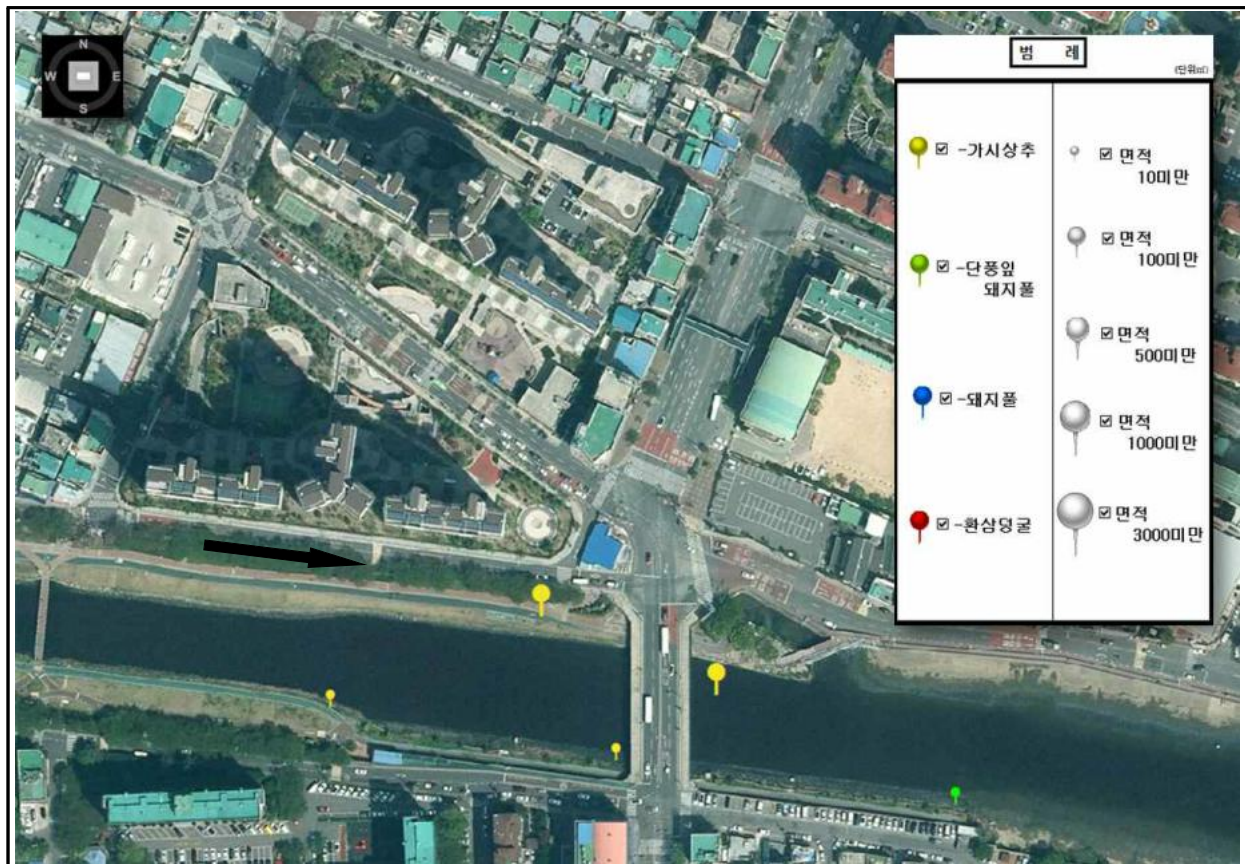 N
W E
S
범 례
(단위㎡)
-가시상추
-단풍잎
돼지풀
-돼지풀
-환삼덩굴
면적
10미만
면적
100미만
면적
500미만
면적
1000미만
면적
3000미만